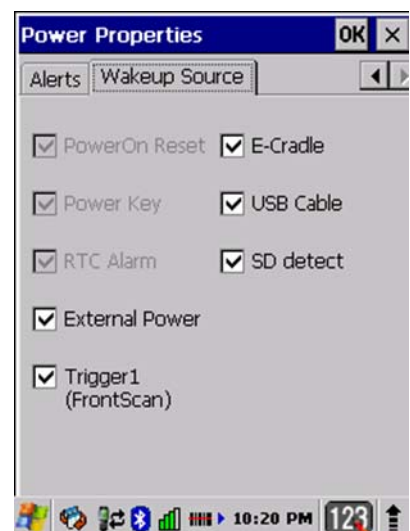 Power Properties OK ×
Alerts Wakeup Source
PowerOn Reset E-Cradle
Power Key USB Cable
RTC Alarm SD detect
External Power
Trigger1
(FrontScan)
10:20 PM 123